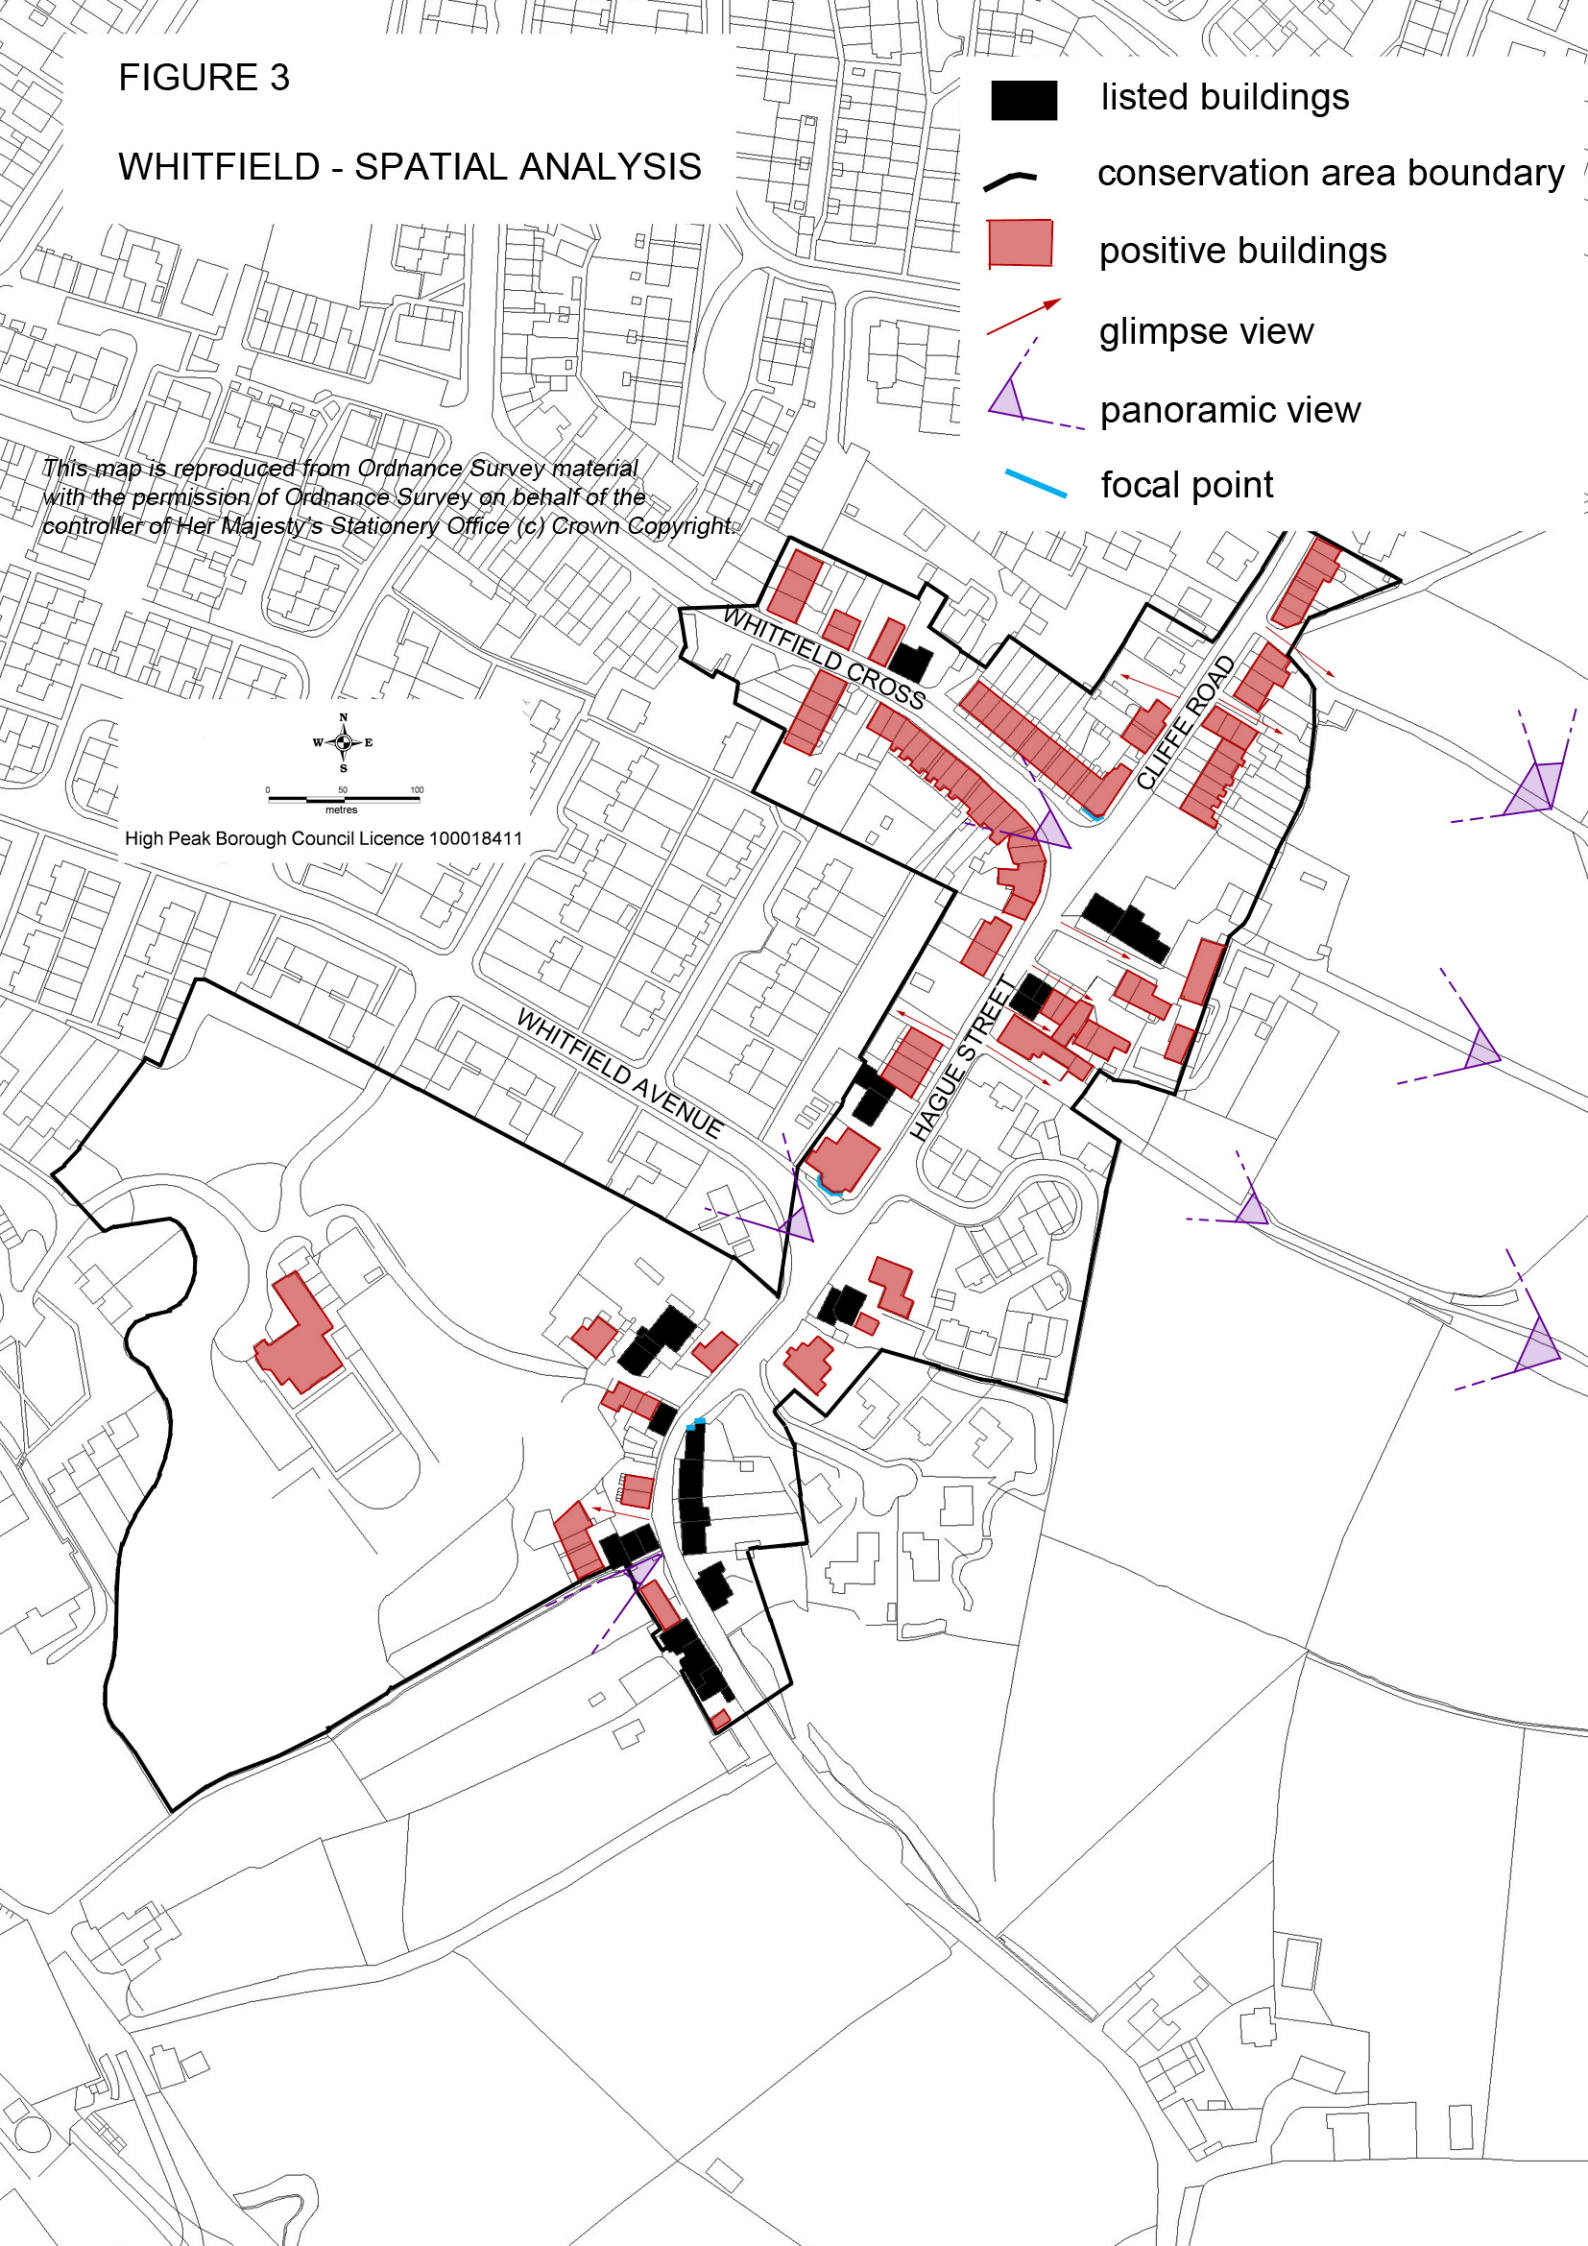 FIGURE 3
WHITFIELD - SPATIAL ANALYSIS
listed buildings
conservation area boundary
positive buildings
glimpse view
panoramic view
focal point
This map is reproduced from Ordnance Survey material
with the permission of Ordnance Survey on behalf of the
controller of Her Majesty's Stationery Office (c) Crown Copyright.
WHITFIELD CROSS
CLIFFE ROAD
N
W E
S
0 50 100
metres
High Peak Borough Council Licence 100018411
HAGUE STREET
WHITFIELD AVENUE